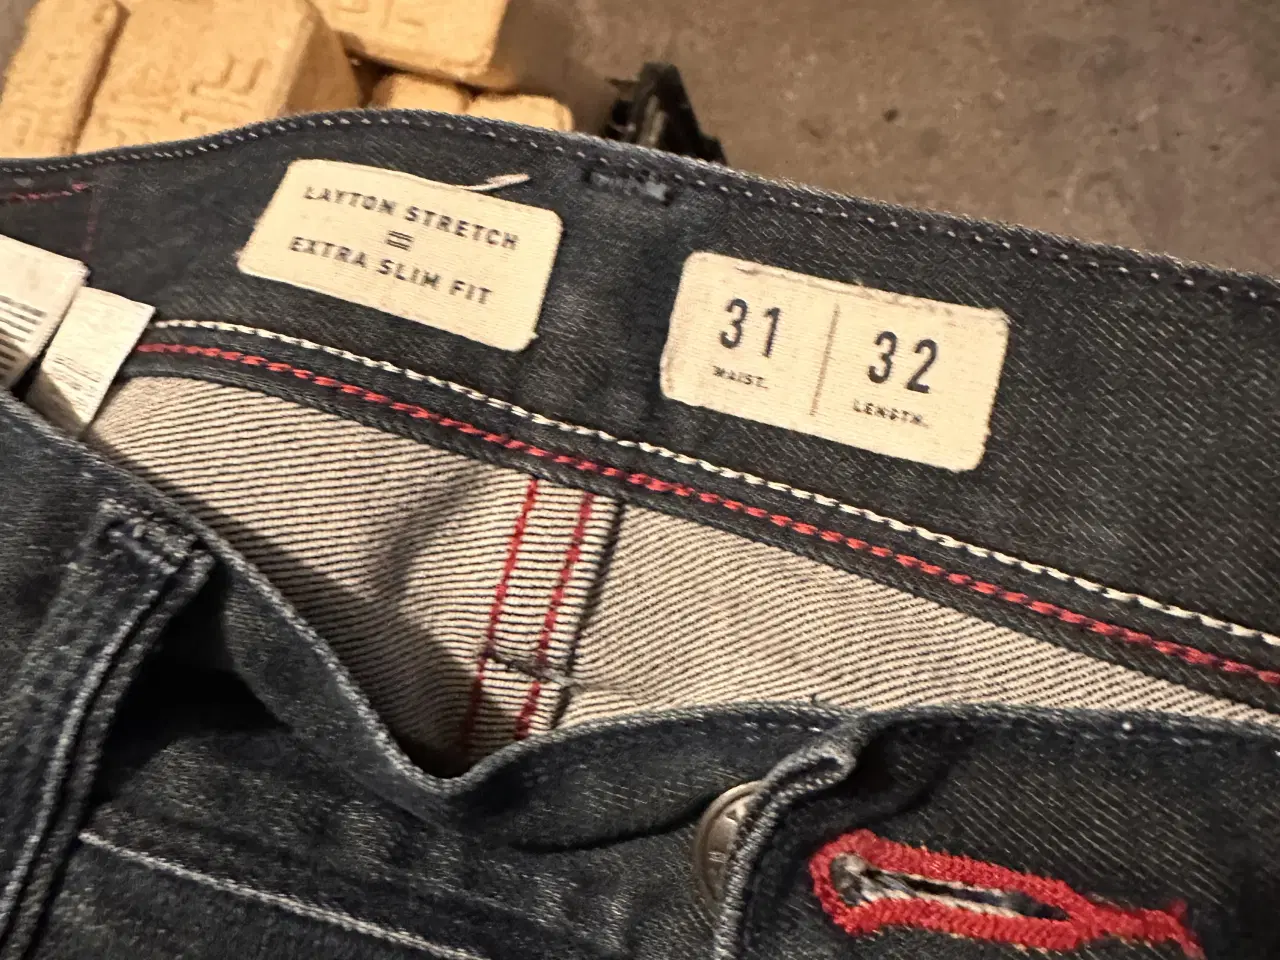 LAYTON STRETCH
=
EXTRA SLIM FIT
31
WAIST.
32
LENGTH.